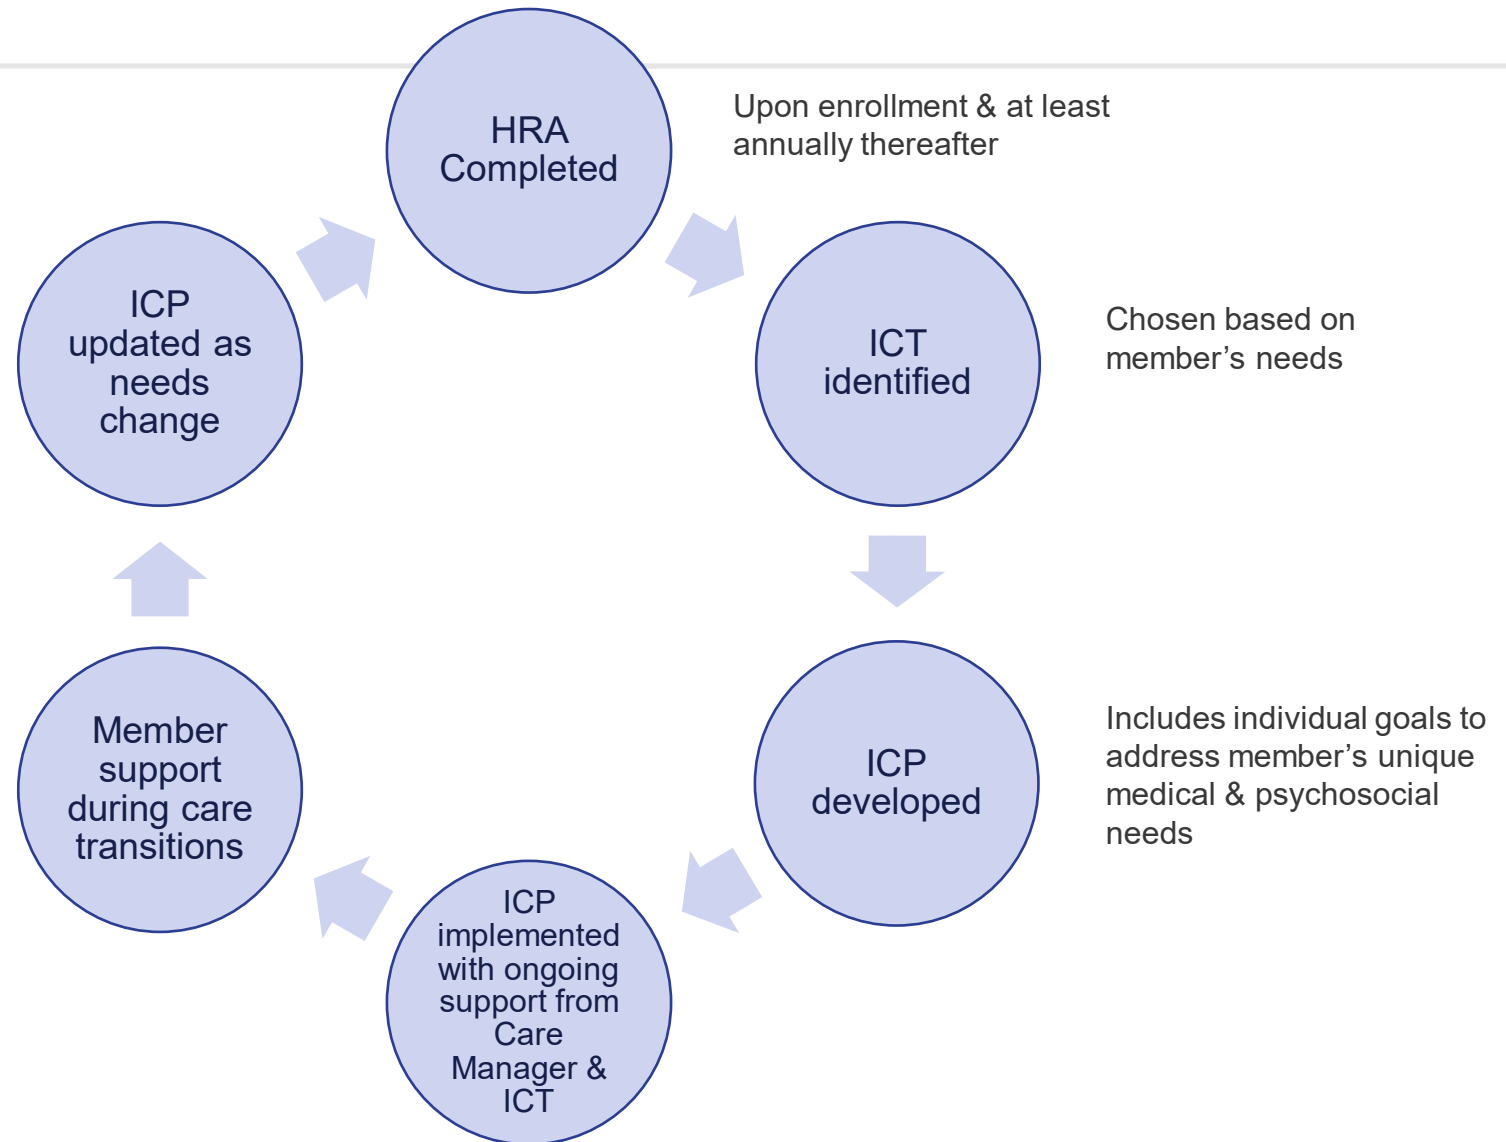 HRA
Completed
Upon enrollment & at least
annually thereafter
ICT
identified
Chosen based on
member’s needs
ICP
developed
Includes individual goals to
address member’s unique
medical & psychosocial
needs
ICP
implemented
with ongoing
support from
Care
Manager &
ICT
Member
support
during care
transitions
ICP
updated as
needs
change